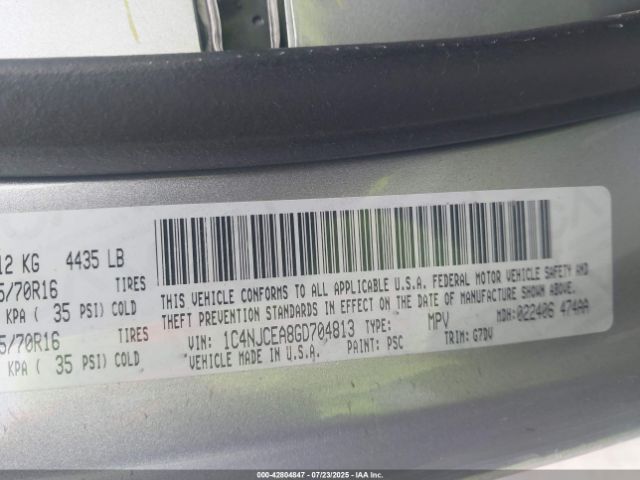 12 KG 4435 LB
5/70R16 TIRES
KPA ( 35 PSI) COLD
5/70R16 TIRES
KPA ( 35 PSI) COLD
THIS VEHICLE CONFORMS TO ALL APPLICABLE U.S.A. FEDERAL MOTOR VEHICLE SAFETY AND
THEFT PREVENTION STANDARDS IN EFFECT ON THE DATE OF MANUFACTURE SHOWN ABOVE.
VIN: 1C4NJCEA8GD704813 TYPE: MPV MDH:022406 474AA
VEHICLE MADE IN U.S.A. PAINT: PSC TRIM: G7DV
000-42804847 | 07/23/2025 | IAA Inc.